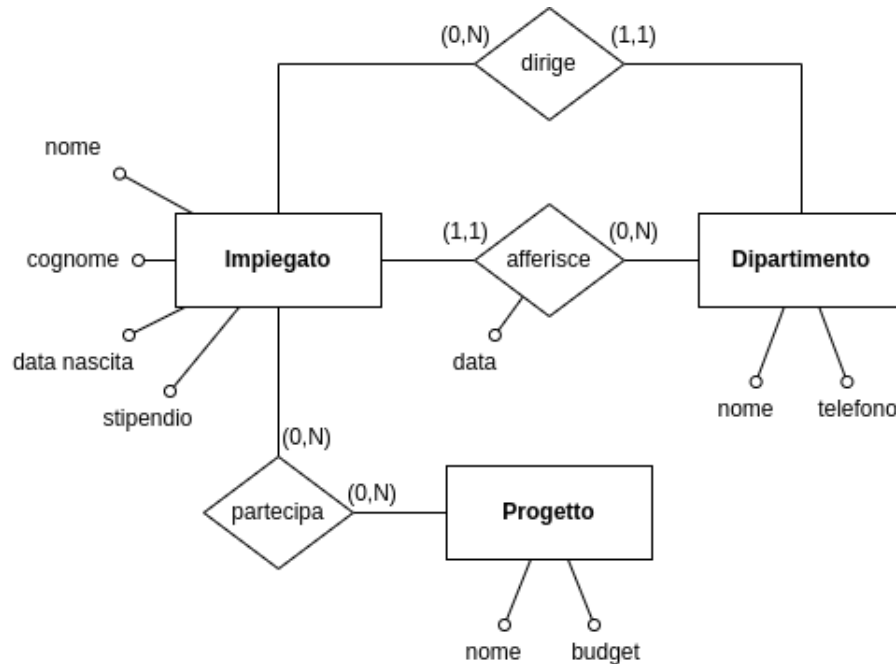 (0,N)
dirige
(1,1)
nome
cognome
Impiegato
data nascita
stipendio
(1,1)
afferisce
(0,N)
data
Dipartimento
nome
telefono
(0,N)
partecipa
(0,N)
Progetto
nome
budget